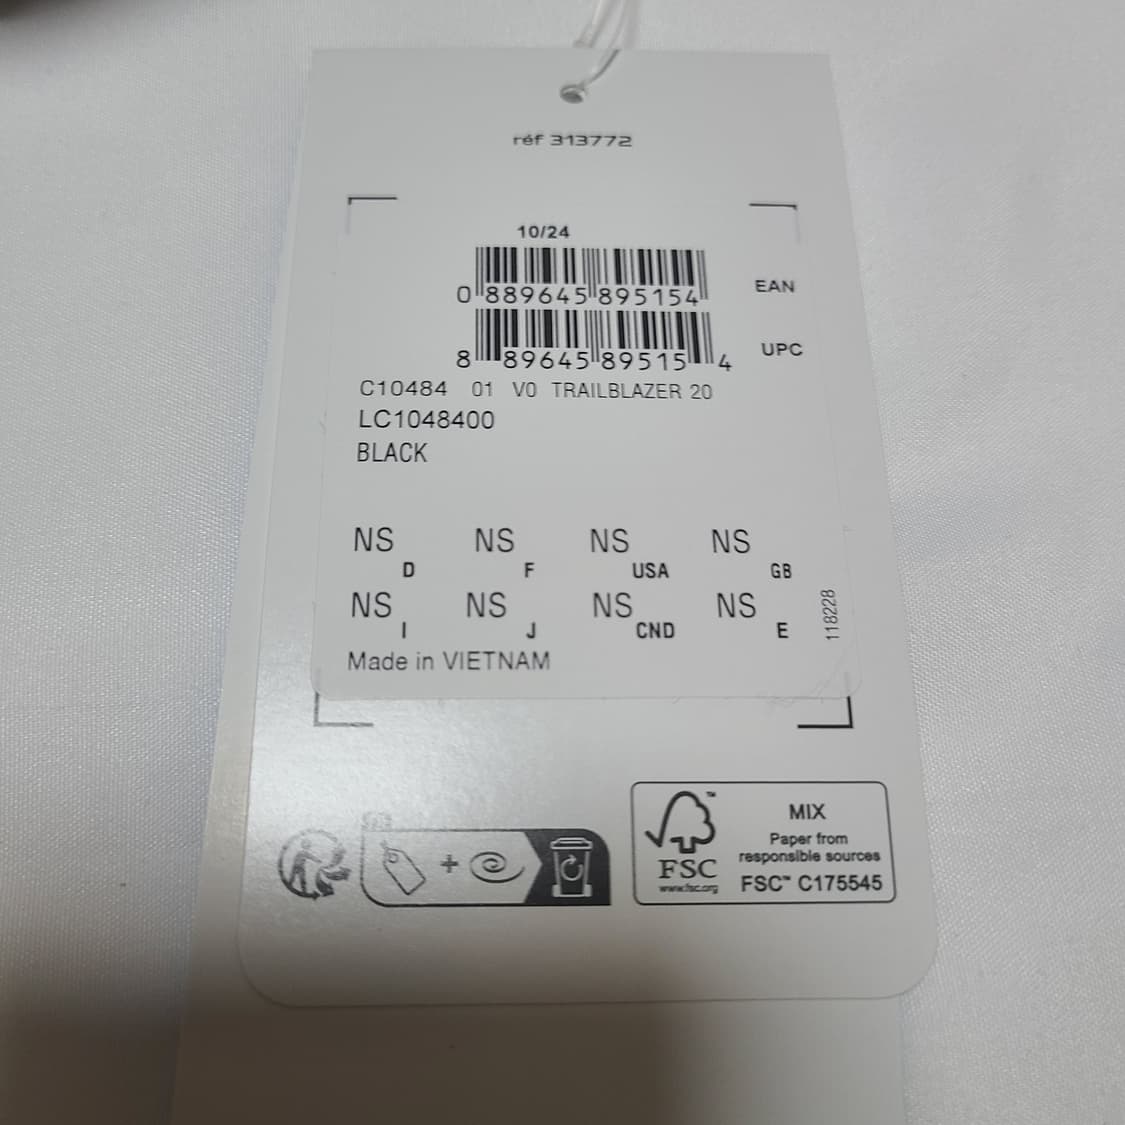 réf 313772
10/24
0 889645 895154
EAN
8 89645 89515 4
UPC
C10484 01 V0 TRAILBLAZER 20
LC1048400
BLACK
NS D NS F NS USA NS GB
NS I NS J NS CND NS E
118228
Made in VIETNAM
FSC
www.fsc.org
MIX
Paper from
responsible sources
FSC™ C175545